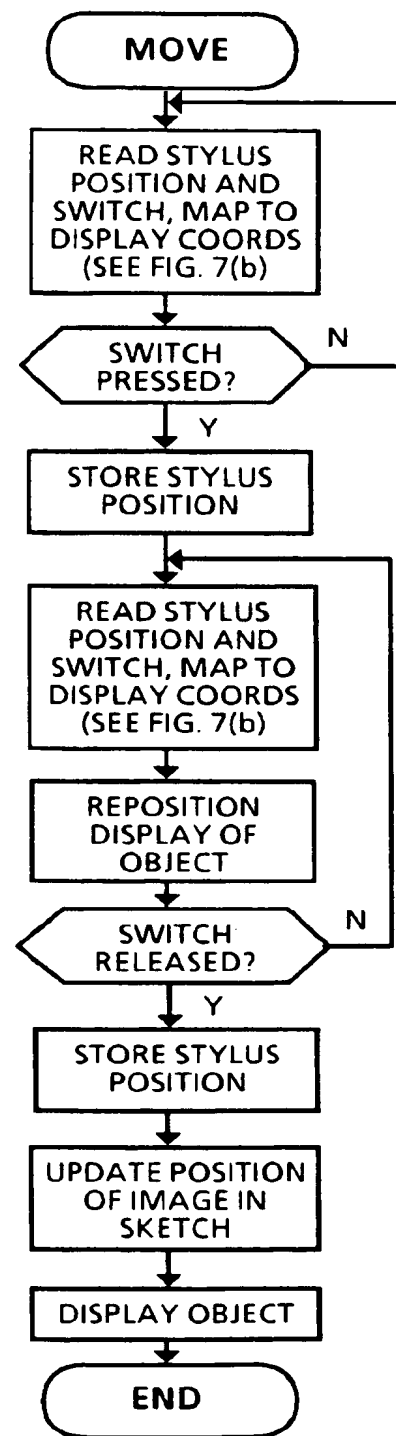 MOVE
READ STYLUS
POSITION AND
SWITCH, MAP TO
DISPLAY COORDS
(SEE FIG. 7(b)
SWITCH
PRESSED?
N
Y
STORE STYLUS
POSITION
READ STYLUS
POSITION AND
SWITCH, MAP TO
DISPLAY COORDS
(SEE FIG. 7(b)
REPOSITION
DISPLAY OF
OBJECT
SWITCH
RELEASED?
N
Y
STORE STYLUS
POSITION
UPDATE POSITION
OF IMAGE IN
SKETCH
DISPLAY OBJECT
END